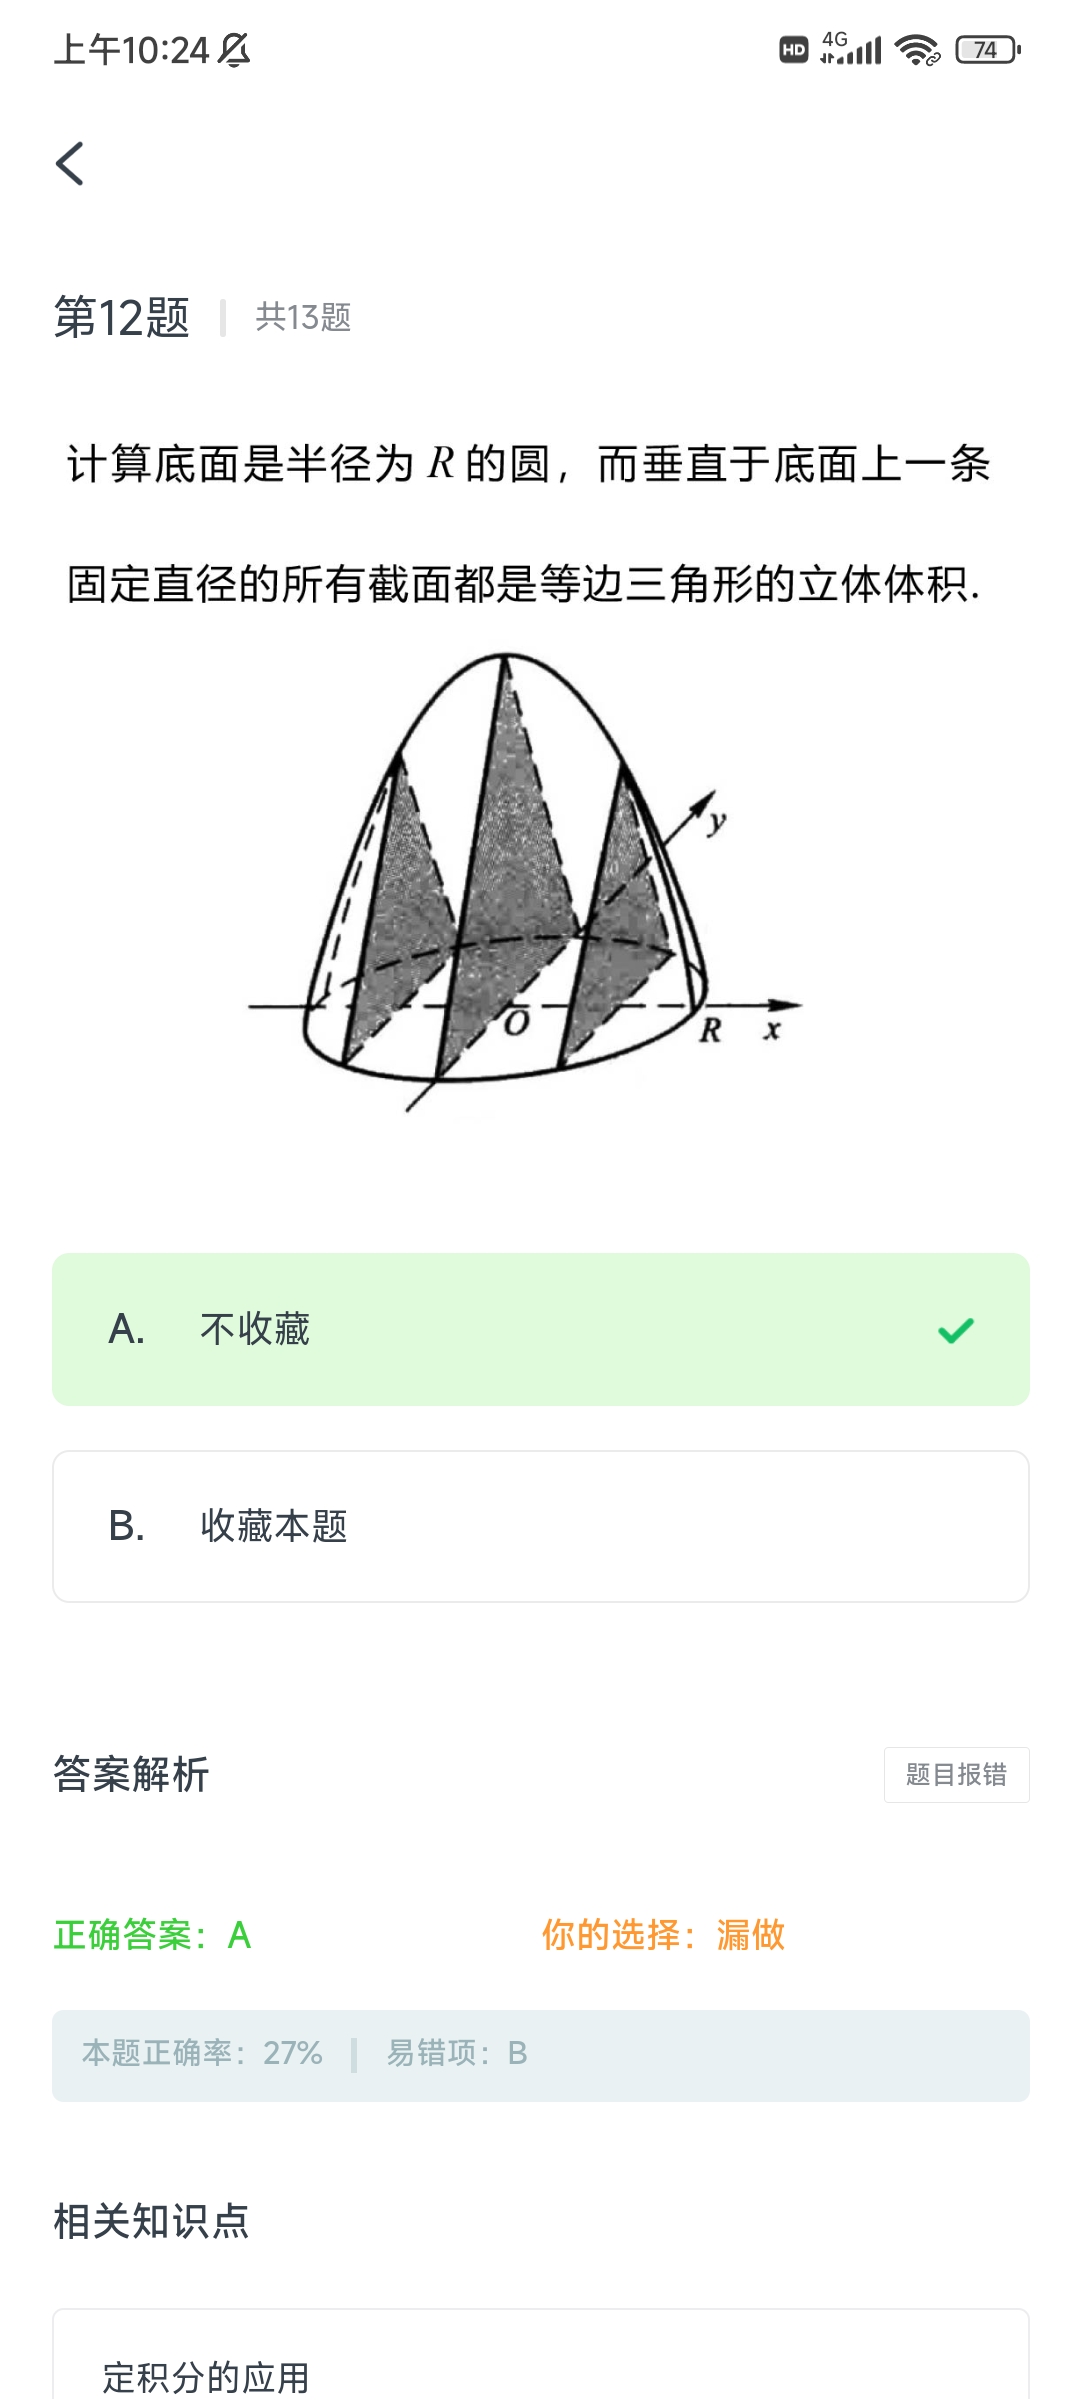 上午10:24
HD 4G 74
第12题 共13题
计算底面是半径为 R 的圆，而垂直于底面上一条
固定直径的所有截面都是等边三角形的立体体积.
y
O
R x
A. 不收藏
B. 收藏本题
答案解析 题目报错
正确答案：A 你的选择：漏做
本题正确率：27% 易错项：B
相关知识点
定积分的应用